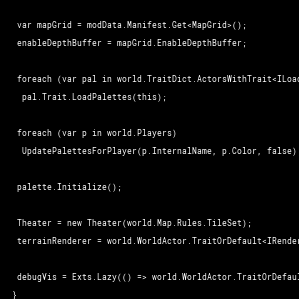 var mapGrid = modData.Manifest.Get<MapGrid>();
enableDepthBuffer = mapGrid.EnableDepthBuffer;
foreach (var pal in world.TraitDict.ActorsWithTrait<ILoad
pal.Trait.LoadPalettes(this);
foreach (var p in world.Players)
UpdatePalettesForPlayer(p.InternalName, p.Color, false)
palette.Initialize();
Theater = new Theater(world.Map.Rules.TileSet);
terrainRenderer = world.WorldActor.TraitOrDefault<IRender
debugVis = Exts.Lazy(() => world.WorldActor.TraitOrDefaul
}